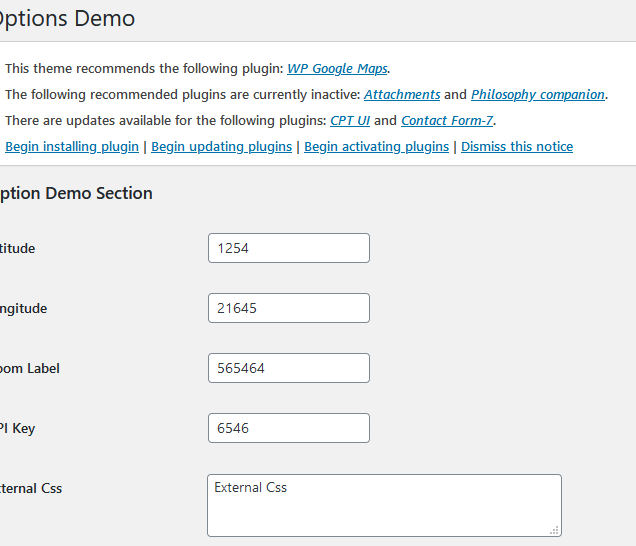 Options Demo
This theme recommends the following plugin: WP Google Maps.
The following recommended plugins are currently inactive: Attachments and Philosophy companion.
There are updates available for the following plugins: CPT UI and Contact Form-7.
Begin installing plugin | Begin updating plugins | Begin activating plugins | Dismiss this notice
ption Demo Section
titude 1254
ngitude 21645
oom Label 565464
PI Key 6546
ternal Css External Css